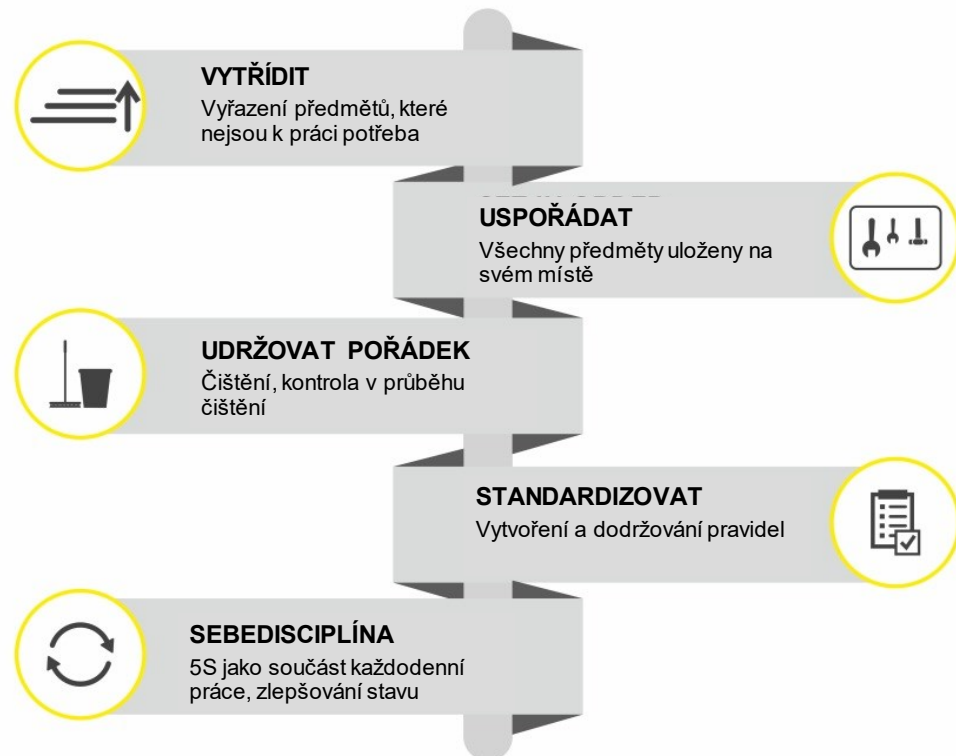 VYTŘÍDIT
Vyřazení předmětů, které
nejsou k práci potřeba
USPOŘÁDAT
Všechny předměty uloženy na
svém místě
UDRŽOVAT POŘÁDEK
Čištění, kontrola v průběhu
čištění
STANDARDIZOVAT
Vytvoření a dodržování pravidel
SEBEDISCIPLÍNA
5S jako součást každodenní
práce, zlepšování stavu